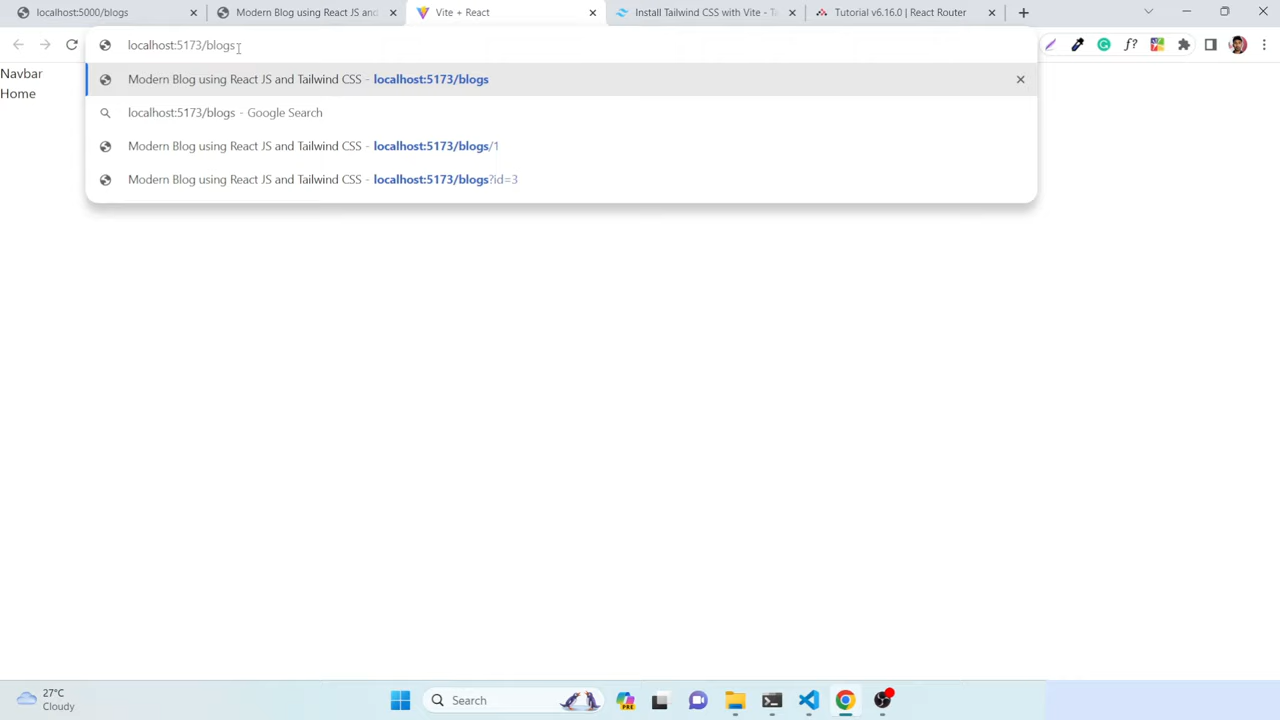 localhost:5000/blogs
Modern Blog using React JS and
Vite + React
Install Tailwind CSS with Vite - Ta
Tutorial v6.16.0 | React Router
localhost:5173/blogs
f?
Navbar
Home
Modern Blog using React JS and Tailwind CSS - localhost:5173/blogs
localhost:5173/blogs - Google Search
Modern Blog using React JS and Tailwind CSS - localhost:5173/blogs/1
Modern Blog using React JS and Tailwind CSS - localhost:5173/blogs?id=3
27°C
Cloudy
Search
PRE